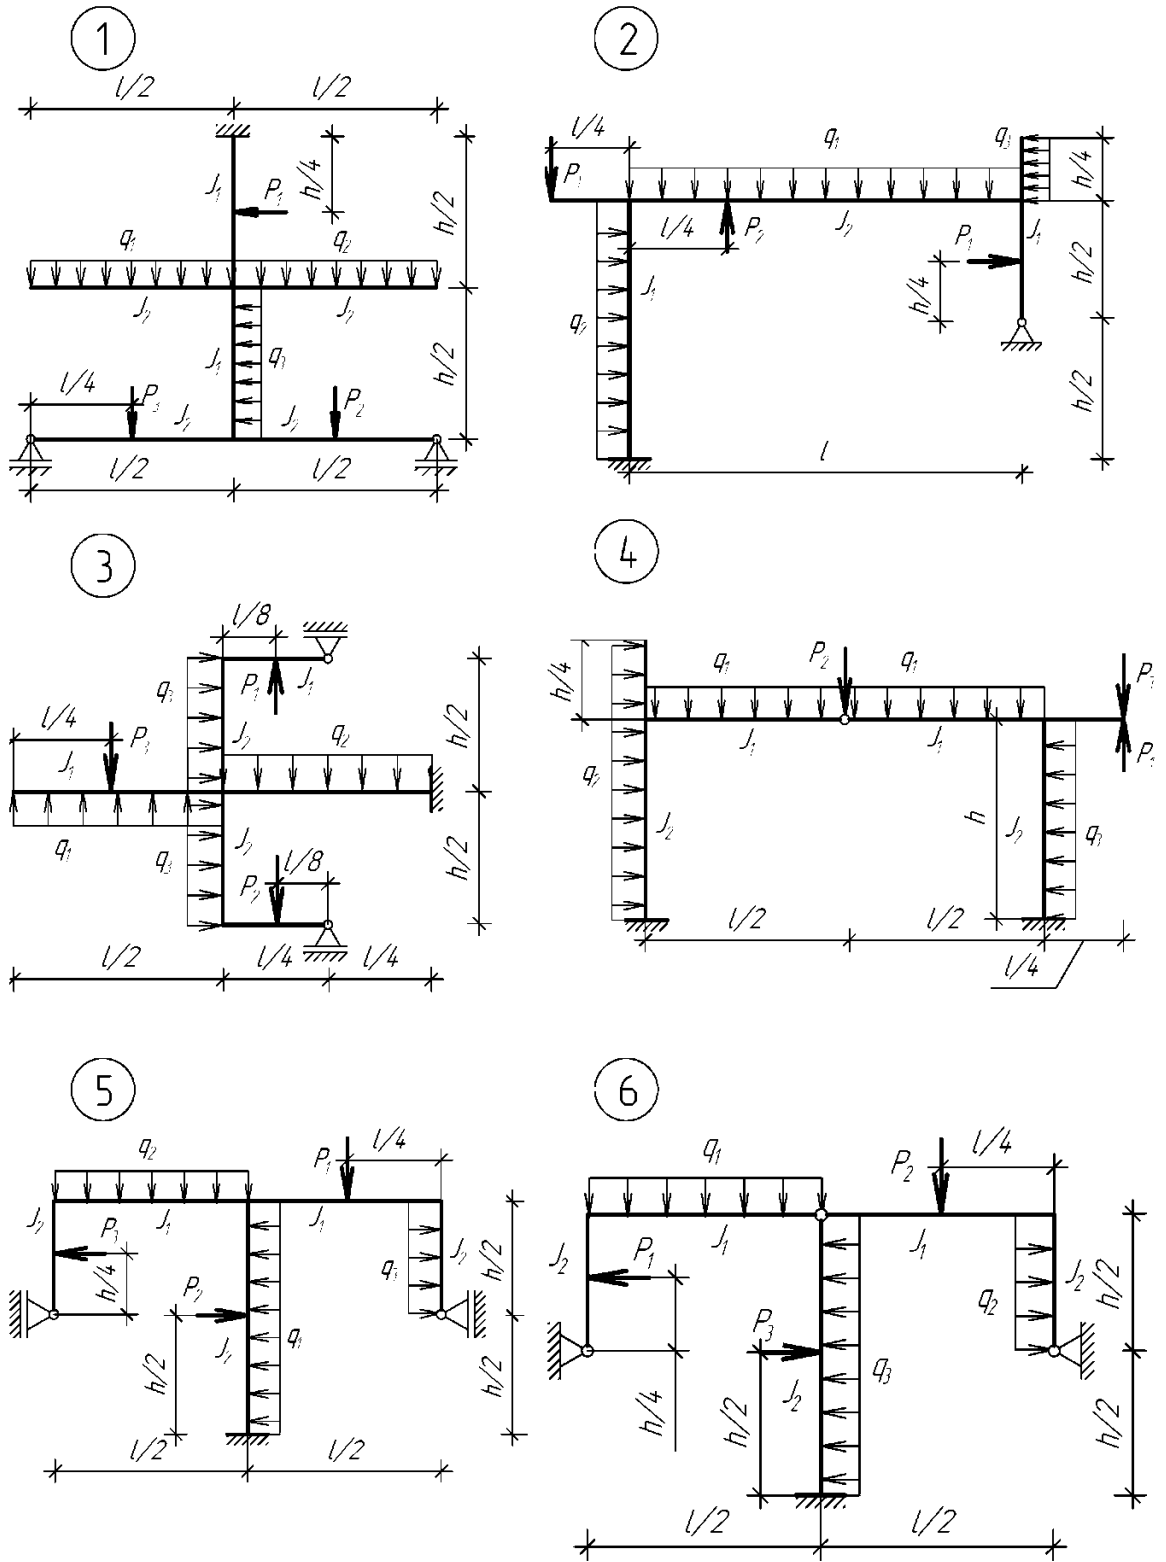 1
l/2
l/2
J₁
P₁
h/4
h/2
q₁
q₂
J₂
J₂
J₁
q₃
h/2
l/4
P₃
J₂
J₂
P₂
l/2
l/2
2
l/4
q₁
q₃
h/4
P₁
l/4
P₂
J₂
P₁
J₁
h/4
h/2
J₁
q₂
h/2
l
3
l/8
q₃
P₁
J₁
h/2
l/4
P₃
J₁
J₂
q₂
q₁
q₃
J₂
P₂
l/8
h/2
l/2
l/4
l/4
4
h/4
q₁
P₂
q₁
P₃
J₁
J₁
P₁
q₂
J₂
h
J₂
q₃
l/2
l/2
l/4
5
q₂
P₁
l/4
J₂
J₁
J₁
P₃
h/4
q₃
J₂
h/2
P₂
J₂
q₁
h/2
h/2
l/2
l/2
6
q₁
P₂
l/4
J₂
P₁
J₁
J₁
q₂
J₂
h/2
P₃
h/4
h/2
J₂
q₃
h/2
l/2
l/2